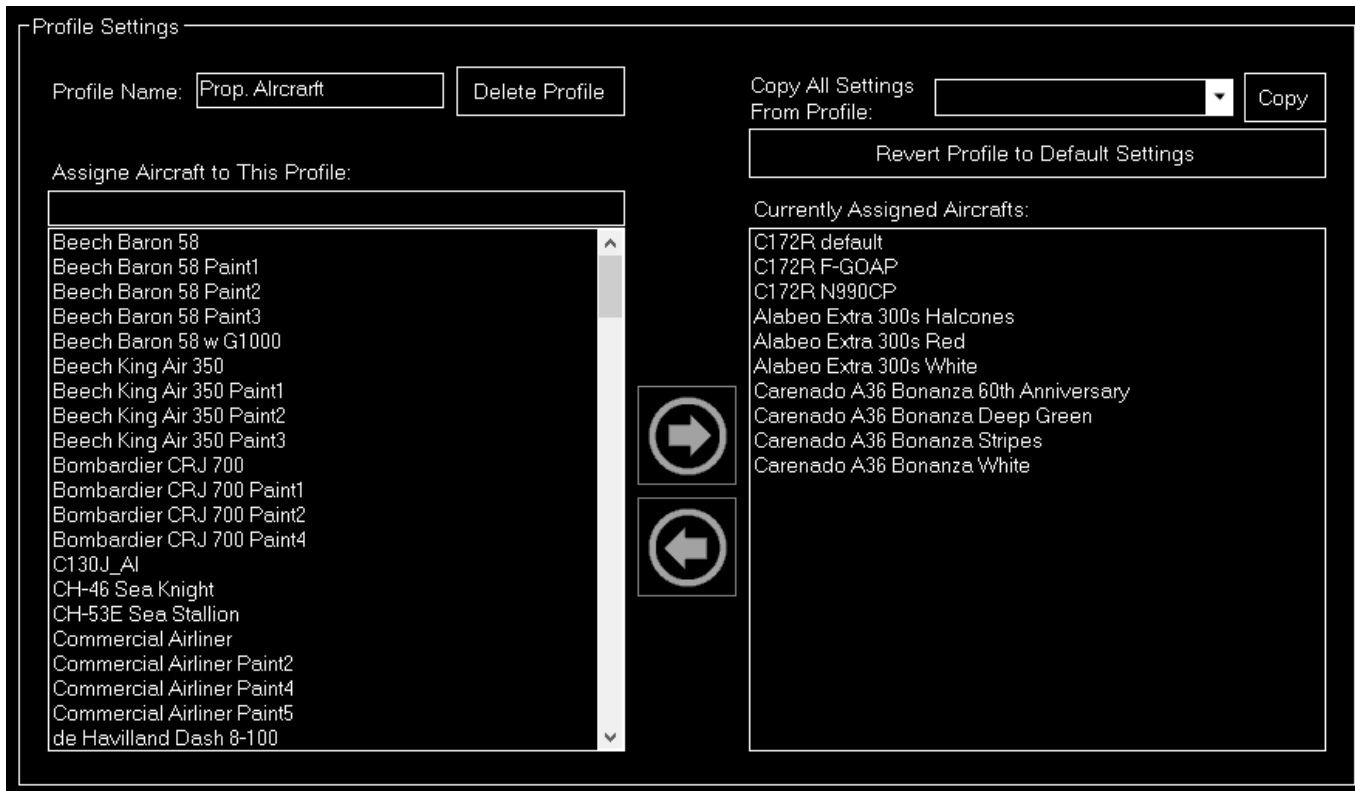 Profile Settings
Profile Name: Prop. AIrcrarft
Delete Profile
Copy All Settings
From Profile:
Copy
Revert Profile to Default Settings
Assigne Aircraft to This Profile:
Beech Baron 58
Beech Baron 58 Paint1
Beech Baron 58 Paint2
Beech Baron 58 Paint3
Beech Baron 58 w G1000
Beech King Air 350
Beech King Air 350 Paint1
Beech King Air 350 Paint2
Beech King Air 350 Paint3
Bombardier CRJ 700
Bombardier CRJ 700 Paint1
Bombardier CRJ 700 Paint2
Bombardier CRJ 700 Paint4
C130J_AI
CH-46 Sea Knight
CH-53E Sea Stallion
Commercial Airliner
Commercial Airliner Paint2
Commercial Airliner Paint4
Commercial Airliner Paint5
de Havilland Dash 8-100
Currently Assigned Aircrafts:
C172R default
C172R F-GOAP
C172R N990CP
Alabeo Extra 300s Halcones
Alabeo Extra 300s Red
Alabeo Extra 300s White
Carenado A36 Bonanza 60th Anniversary
Carenado A36 Bonanza Deep Green
Carenado A36 Bonanza Stripes
Carenado A36 Bonanza White